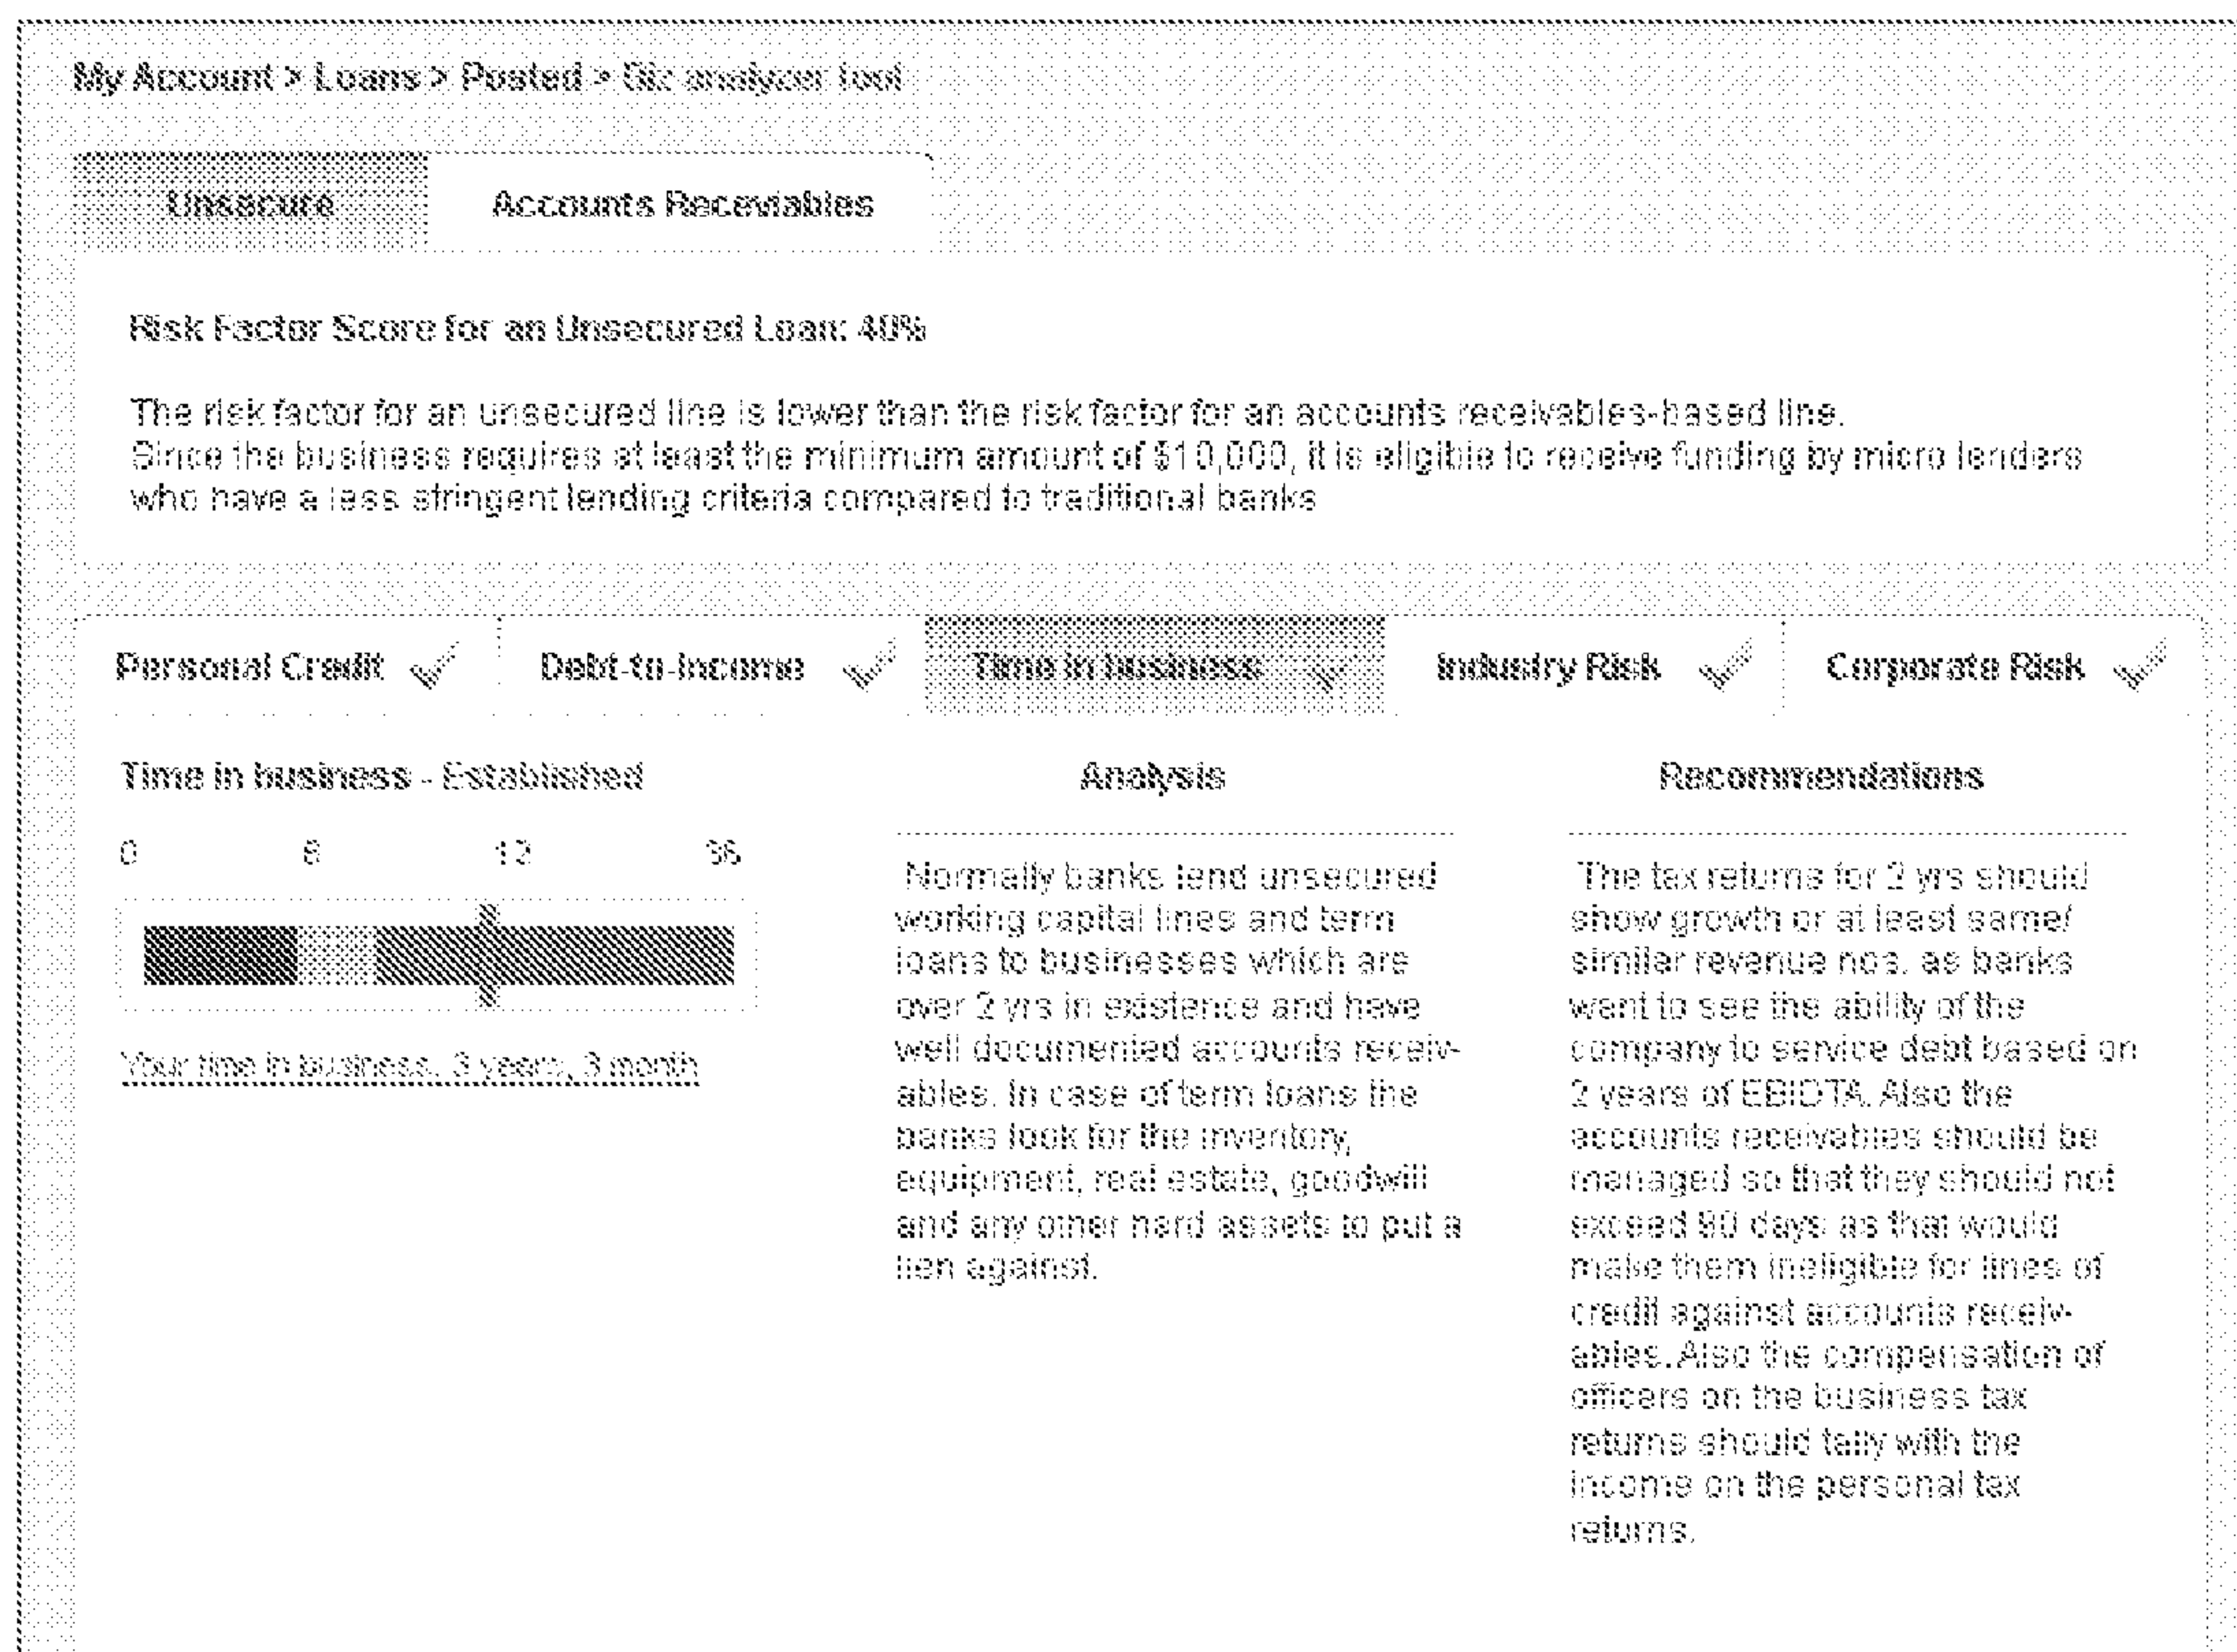 My Account > Loans > Posted > Biz analyzer tool
Unsecure
Accounts Receviables
Risk Factor Score for an Unsecured Loan: 40%
The risk factor for an unsecured line is lower than the risk factor for an accounts receivables-based line.
Since the business requires at least the minimum amount of $10,000, it is eligible to receive funding by micro lenders
who have a less stringent lending criteria compared to traditional banks
Personal Credit
Debt-to-Income
Time in business
Industry Risk
Corporate Risk
Time in business - Established
0 6 12 36
Your time in business. 3 years, 3 month
Analysis
Normally banks lend unsecured
working capital lines and term
loans to businesses which are
over 2 yrs in existence and have
well documented accounts receiv-
ables. In case of term loans the
banks look for the inventory,
equipment, real estate, goodwill
and any other hard assets to put a
lien against.
Recommendations
The tax returns for 2 yrs should
show growth or at least same/
similar revenue nos. as banks
want to see the ability of the
company to service debt based on
2 years of EBIDTA. Also the
accounts receivables should be
managed so that they should not
exceed 90 days as that would
make them ineligible for lines of
credit against accounts receiv-
ables. Also the compensation of
officers on the business tax
returns should tally with the
income on the personal tax
returns.